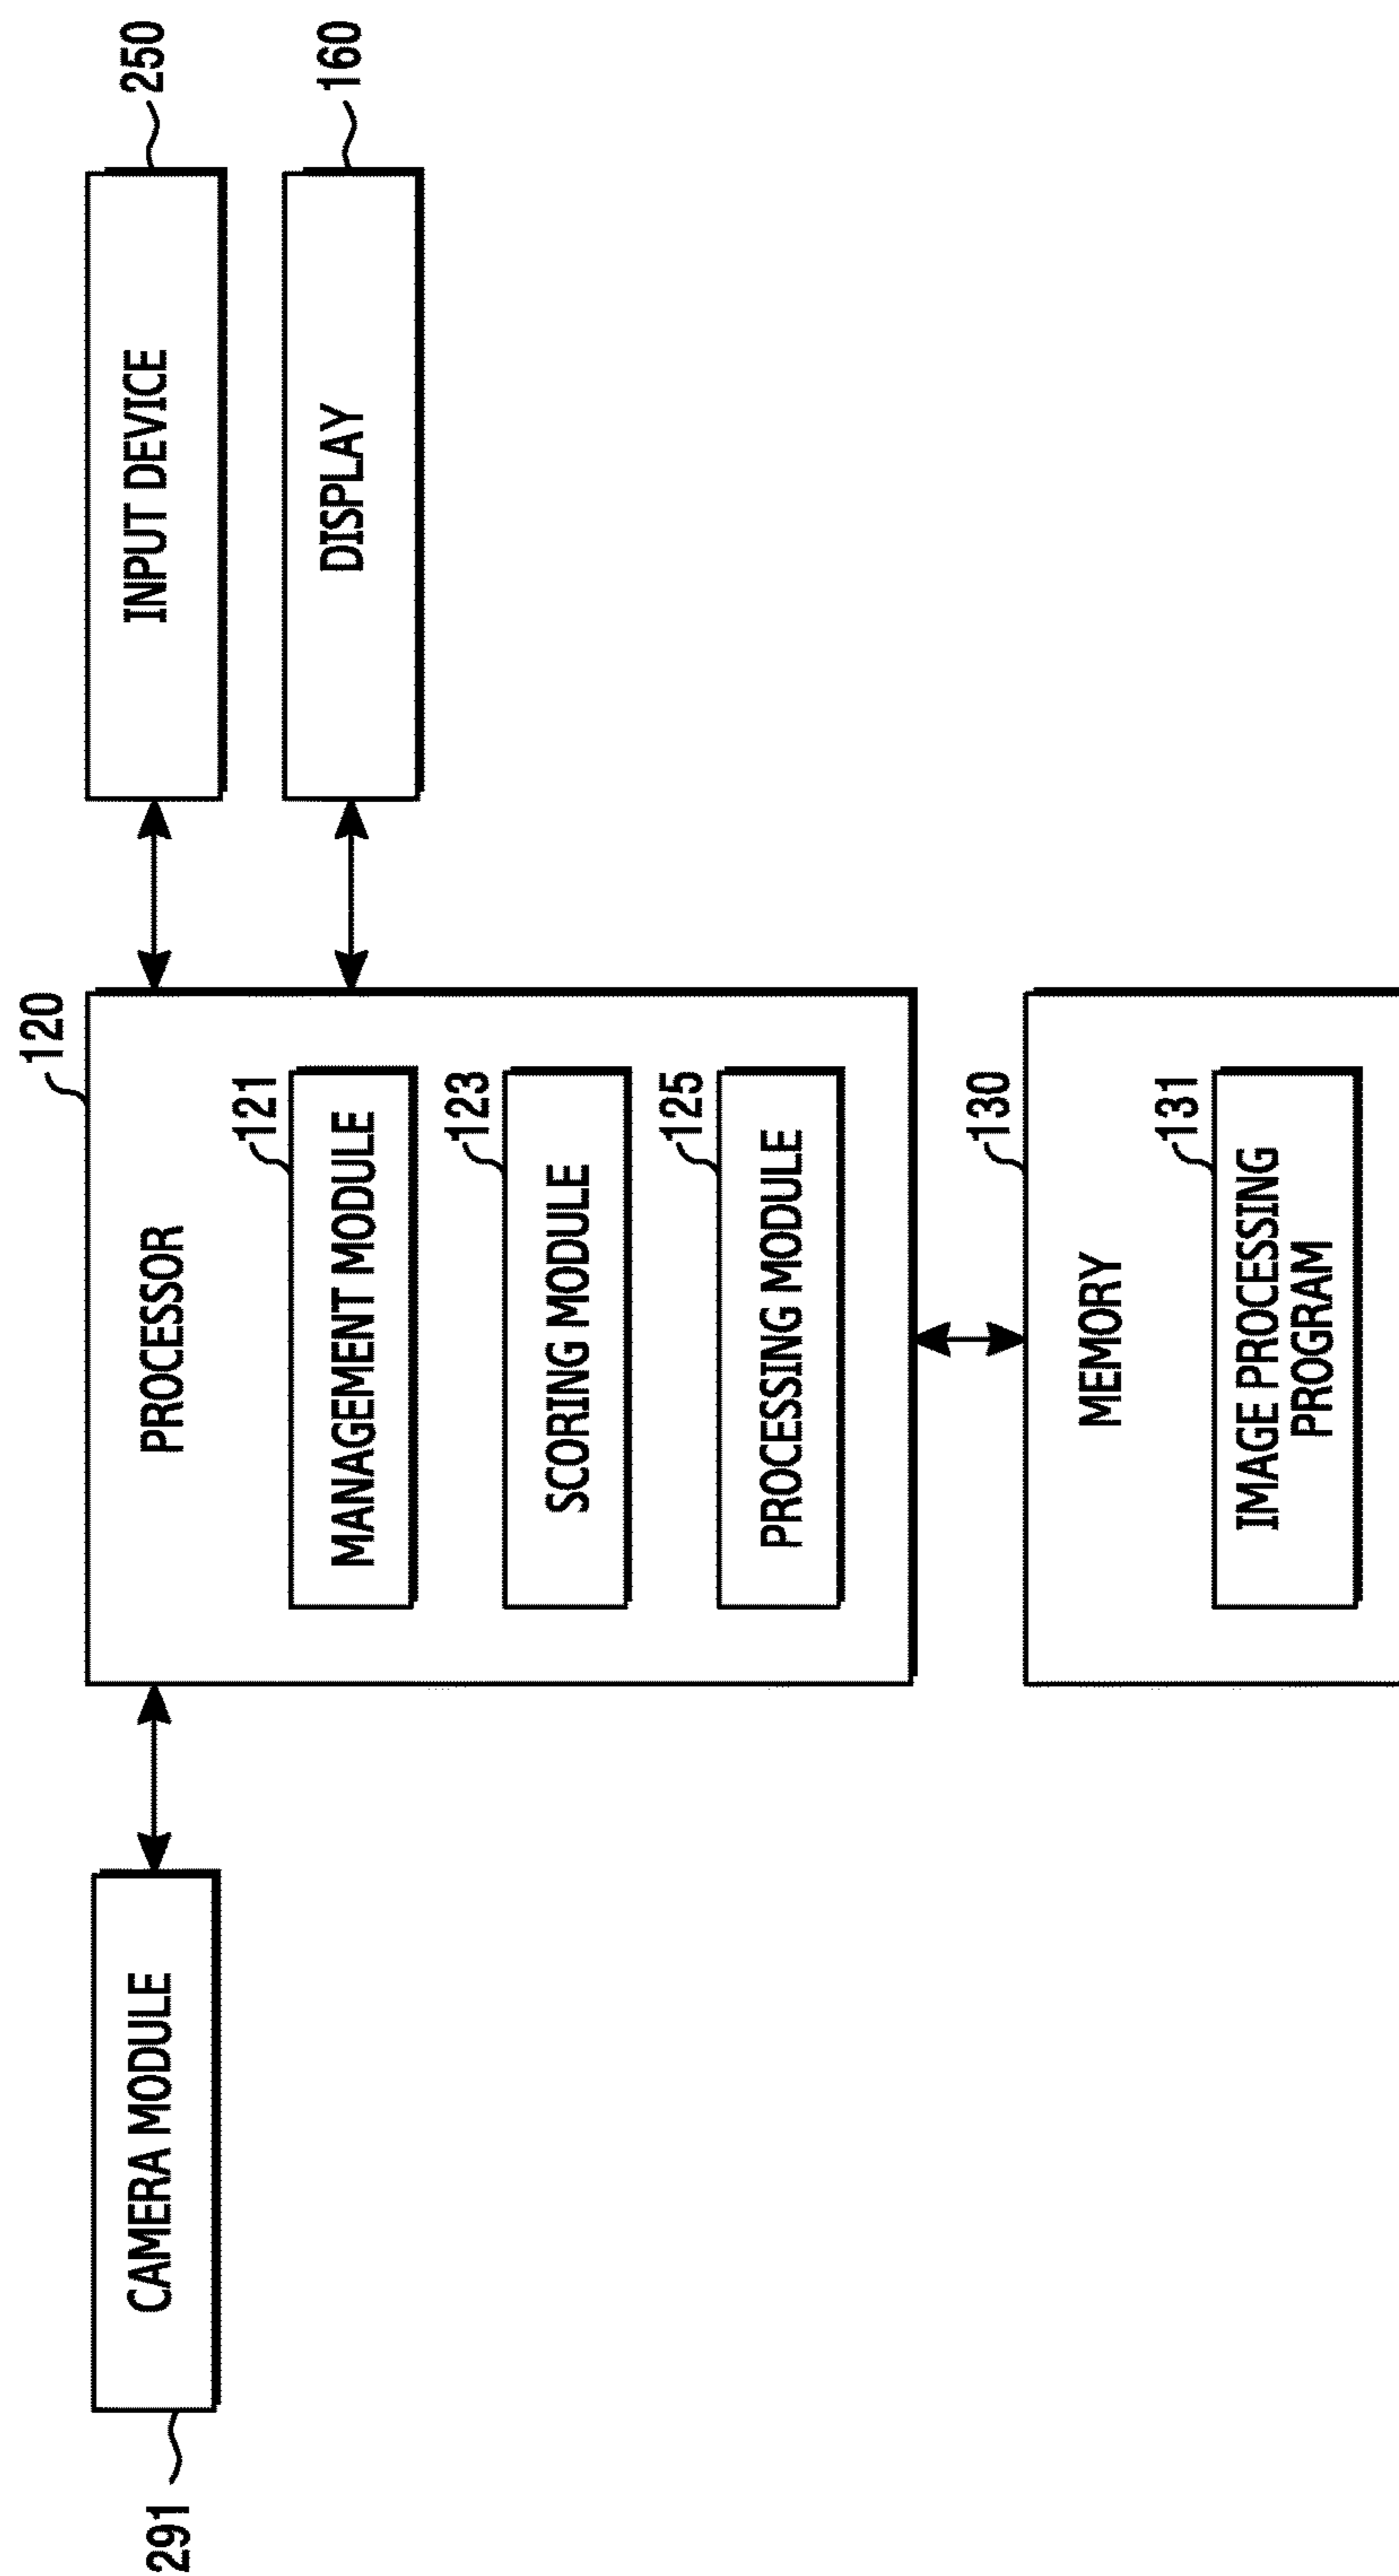 291
CAMERA MODULE
120
PROCESSOR
121
MANAGEMENT MODULE
123
SCORING MODULE
125
PROCESSING MODULE
130
MEMORY
131
IMAGE PROCESSING
PROGRAM
250
INPUT DEVICE
160
DISPLAY